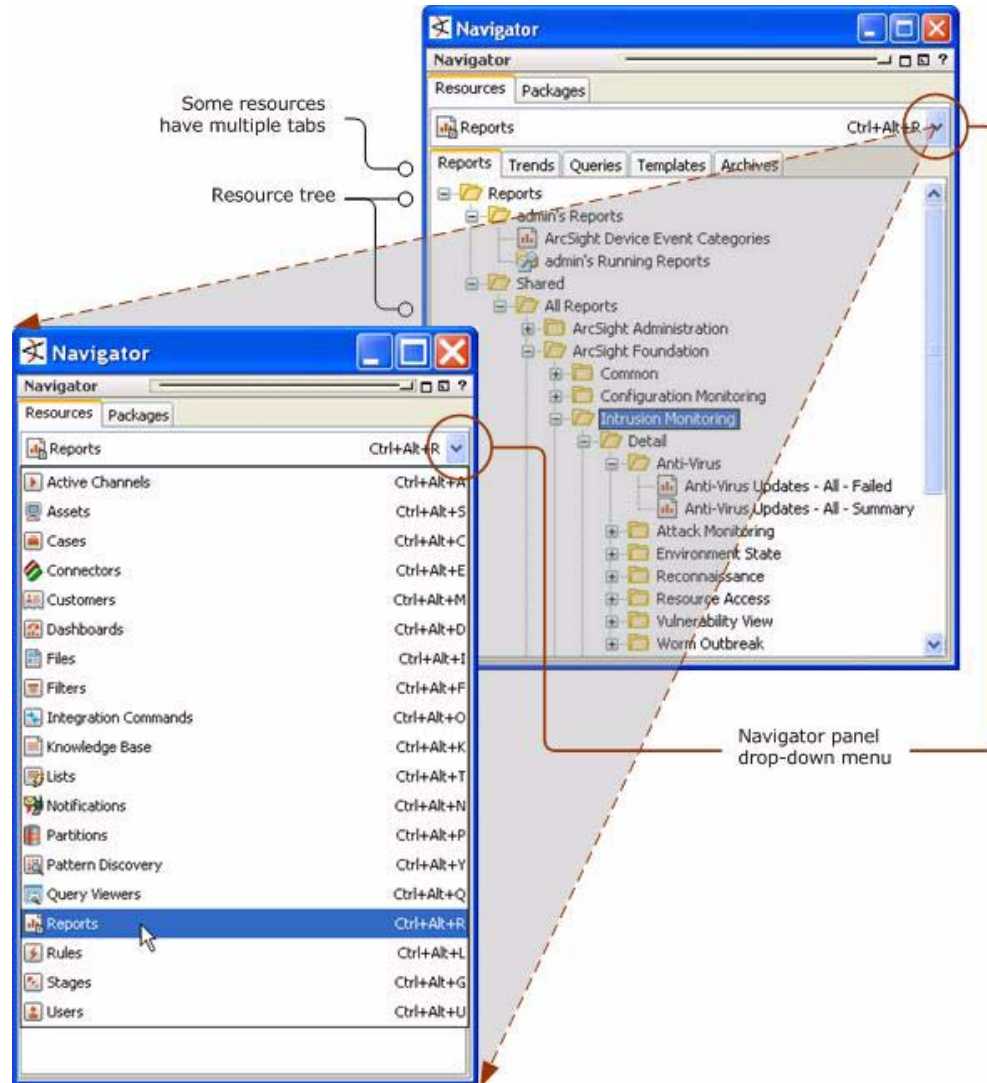 Navigator
Navigator
?
Resources
Packages
Reports
Ctrl+Alt+R
Reports
Trends
Queries
Templates
Archives
Reports
admin's Reports
ArcSight Device Event Categories
admin's Running Reports
Shared
All Reports
ArcSight Administration
ArcSight Foundation
Common
Configuration Monitoring
Intrusion Monitoring
Detail
Anti-Virus
Anti-Virus Updates - All - Failed
Anti-Virus Updates - All - Summary
Attack Monitoring
Environment State
Reconnaissance
Resource Access
Vulnerability View
Worm Outbreak
Some resources
have multiple tabs
Resource tree
Navigator
Navigator
?
Resources
Packages
Reports Ctrl+Alt+R
Active Channels Ctrl+Alt+A
Assets Ctrl+Alt+S
Cases Ctrl+Alt+C
Connectors Ctrl+Alt+E
Customers Ctrl+Alt+M
Dashboards Ctrl+Alt+D
Files Ctrl+Alt+I
Filters Ctrl+Alt+F
Integration Commands Ctrl+Alt+O
Knowledge Base Ctrl+Alt+K
Lists Ctrl+Alt+T
Notifications Ctrl+Alt+N
Partitions Ctrl+Alt+P
Pattern Discovery Ctrl+Alt+Y
Query Viewers Ctrl+Alt+Q
Reports Ctrl+Alt+R
Rules Ctrl+Alt+L
Stages Ctrl+Alt+G
Users Ctrl+Alt+U
Navigator panel
drop-down menu